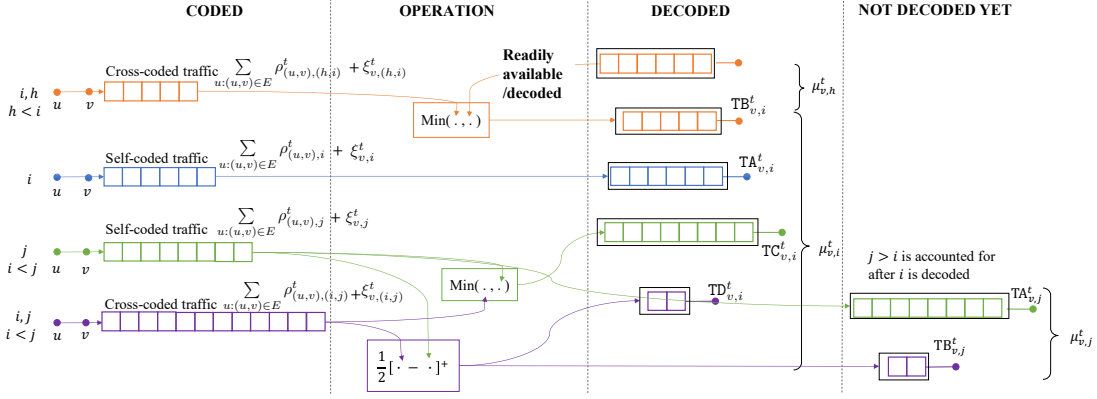 CODED OPERATION DECODED NOT DECODED YET
Cross-coded traffic ∑_{u:(u,v)∈E} ρ^t_{(u,v),(h,i)} + ξ^t_{v,(h,i)}
Readily
available
/decoded
i, h
h < i
u v
Min( . , . )
TB^t_{v,i}
μ^t_{v,h}
Self-coded traffic ∑_{u:(u,v)∈E} ρ^t_{(u,v),i} + ξ^t_{v,i}
i
u v
TA^t_{v,i}
Self-coded traffic ∑_{u:(u,v)∈E} ρ^t_{(u,v),j} + ξ^t_{v,j}
j
i < j
u v
TC^t_{v,i}
μ^t_{v,i}
j > i is accounted for
after i is decoded
Min( . , . )
Cross-coded traffic ∑_{u:(u,v)∈E} ρ^t_{(u,v),(i,j)} + ξ^t_{v,(i,j)}
i, j
i < j
u v
TD^t_{v,i}
TA^t_{v,j}
μ^t_{v,j}
1/2 [ · − · ]^+
TB^t_{v,j}